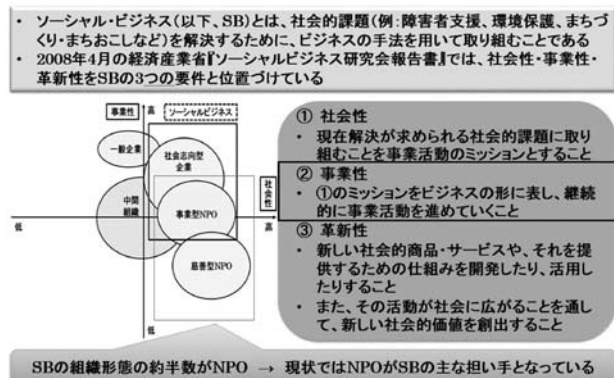 ・ ソーシャル・ビジネス(以下、SB)とは、社会的課題(例:障害者支援、環境保護、まちづ
くり・まちおこしなど)を解決するために、ビジネスの手法を用いて取り組むことである
・ 2008年4月の経済産業省『ソーシャルビジネス研究会報告書』では、社会性・事業性・
革新性をSBの3つの要件と位置づけている
事業性
高
ソーシャルビジネス
一般企業
社会志向型
企業
中間
組織
事業型NPO
慈善型NPO
社会性
低
高
低
① 社会性
・ 現在解決が求められる社会的課題に取り
組むことを事業活動のミッションとすること
② 事業性
・ ①のミッションをビジネスの形に表し、継続
的に事業活動を進めていくこと
③ 革新性
・ 新しい社会的商品・サービスや、それを提
供するための仕組みを開発したり、活用し
たりすること
・ また、その活動が社会に広がることを通し
て、新しい社会的価値を創出すること
SBの組織形態の約半数がNPO → 現状ではNPOがSBの主な担い手となっている